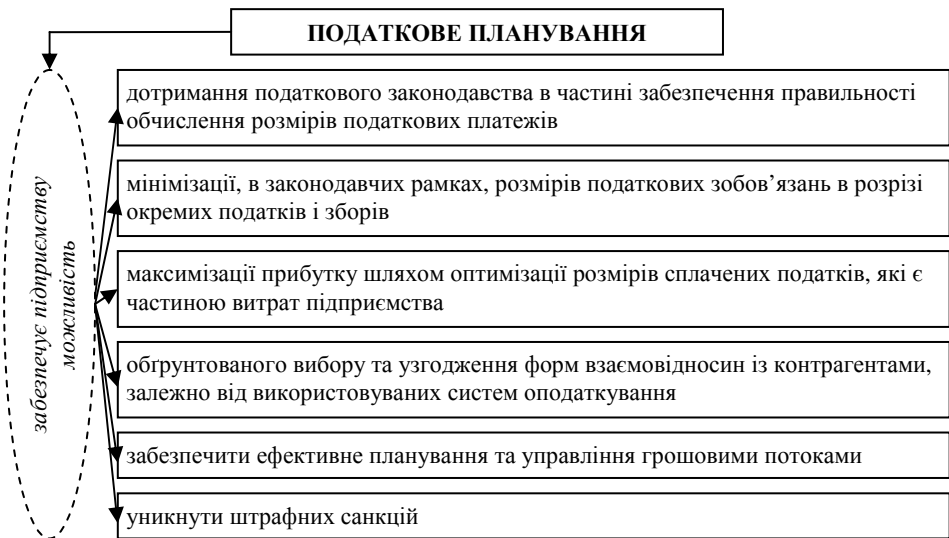 ПОДАТКОВЕ ПЛАНУВАННЯ
забезпечує підприємству
можливість
дотримання податкового законодавства в частині забезпечення правильності
обчислення розмірів податкових платежів
мінімізації, в законодавчих рамках, розмірів податкових зобов’язань в розрізі
окремих податків і зборів
максимізації прибутку шляхом оптимізації розмірів сплачених податків, які є
частиною витрат підприємства
обґрунтованого вибору та узгодження форм взаємовідносин із контрагентами,
залежно від використовуваних систем оподаткування
забезпечити ефективне планування та управління грошовими потоками
уникнути штрафних санкцій